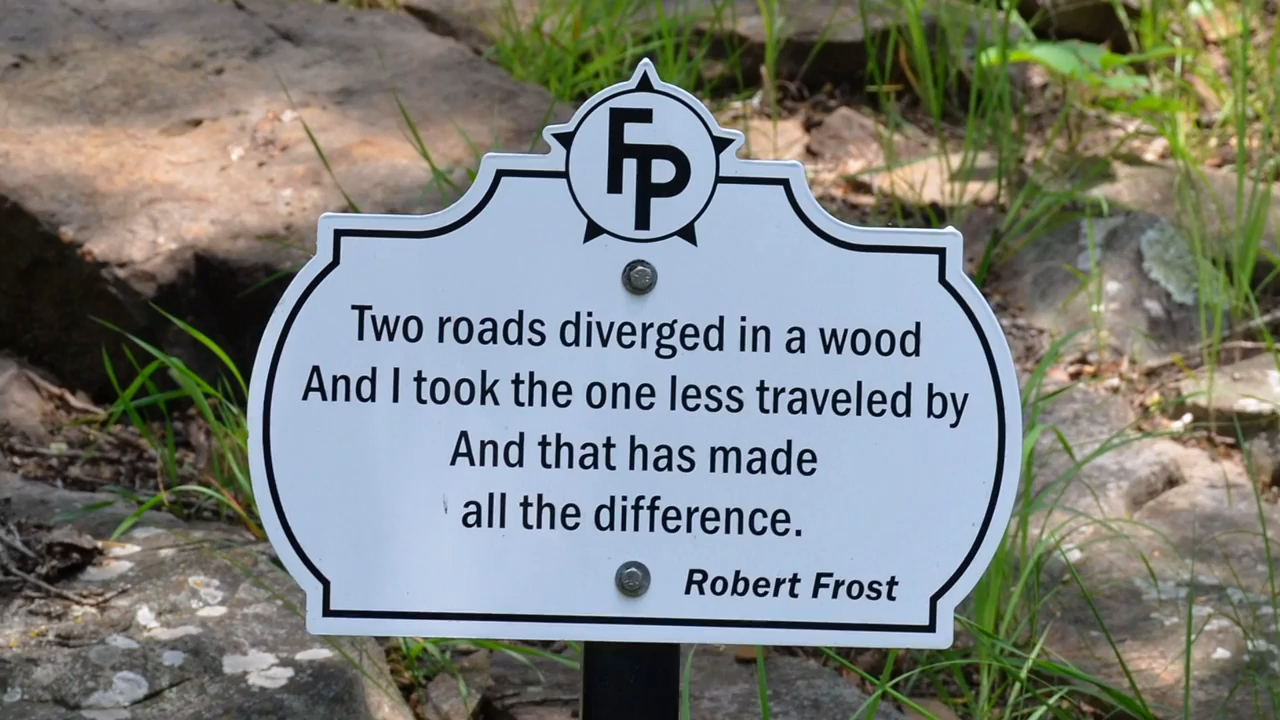 FP
Two roads diverged in a wood
And I took the one less traveled by
And that has made
all the difference.
Robert Frost